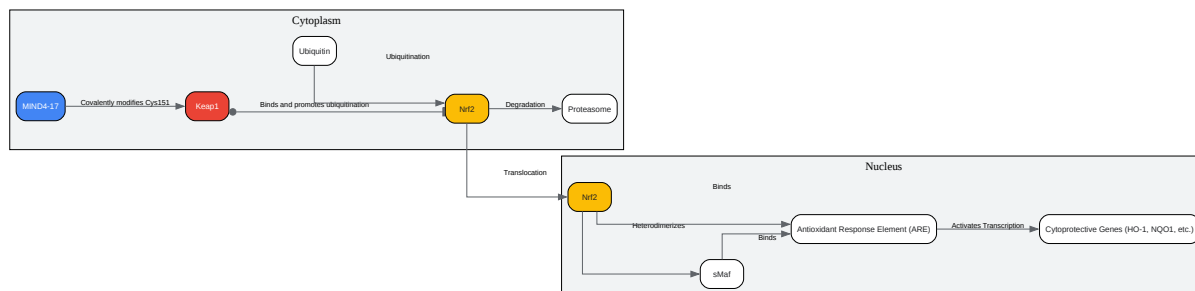 Cytoplasm
Ubiquitin
Ubiquitination
MIND4-17
Covalently modifies Cys151
Keap1
Binds and promotes ubiquitination
Nrf2
Degradation
Proteasome
Translocation
Nucleus
Nrf2
Binds
Heterodimerizes
Binds
Antioxidant Response Element (ARE)
Activates Transcription
Cytoprotective Genes (HO-1, NQO1, etc.)
sMaf